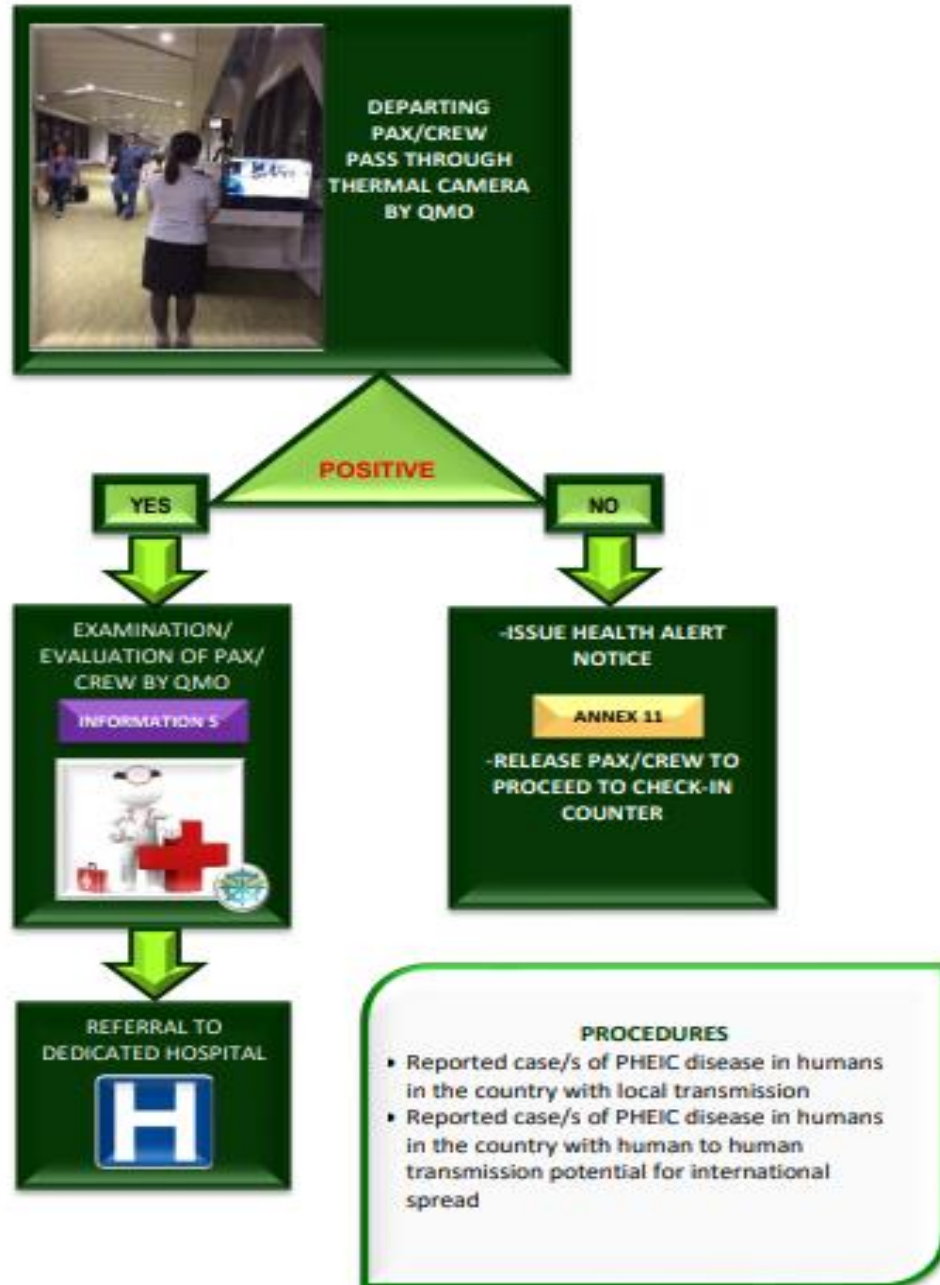 DEPARTING
PAX/CREW
PASS THROUGH
THERMAL CAMERA
BY QMO
POSITIVE
YES
NO
EXAMINATION/
EVALUATION OF PAX/
CREW BY QMO
INFORMATION 5
-ISSUE HEALTH ALERT
NOTICE
ANNEX 11
-RELEASE PAX/CREW TO
PROCEED TO CHECK-IN
COUNTER
REFERRAL TO
DEDICATED HOSPITAL
H
PROCEDURES
• Reported case/s of PHEIC disease in humans
in the country with local transmission
• Reported case/s of PHEIC disease in humans
in the country with human to human
transmission potential for international
spread